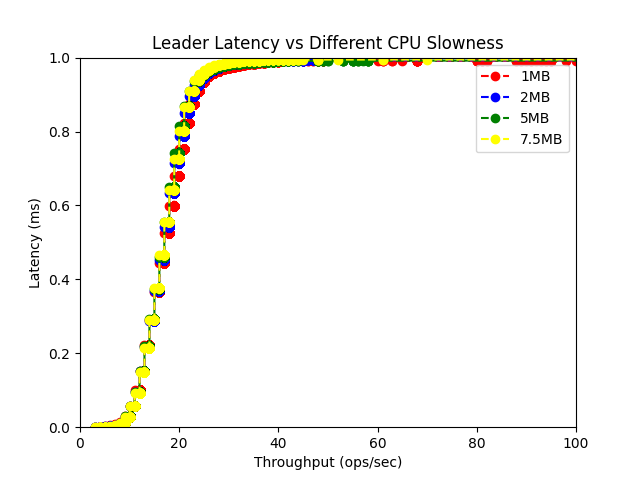 Leader Latency vs Different CPU Slowness
1.0
0.8
0.6
0.4
0.2
0.0
Latency (ms)
1MB
2MB
5MB
7.5MB
0
20
40
60
80
100
Throughput (ops/sec)